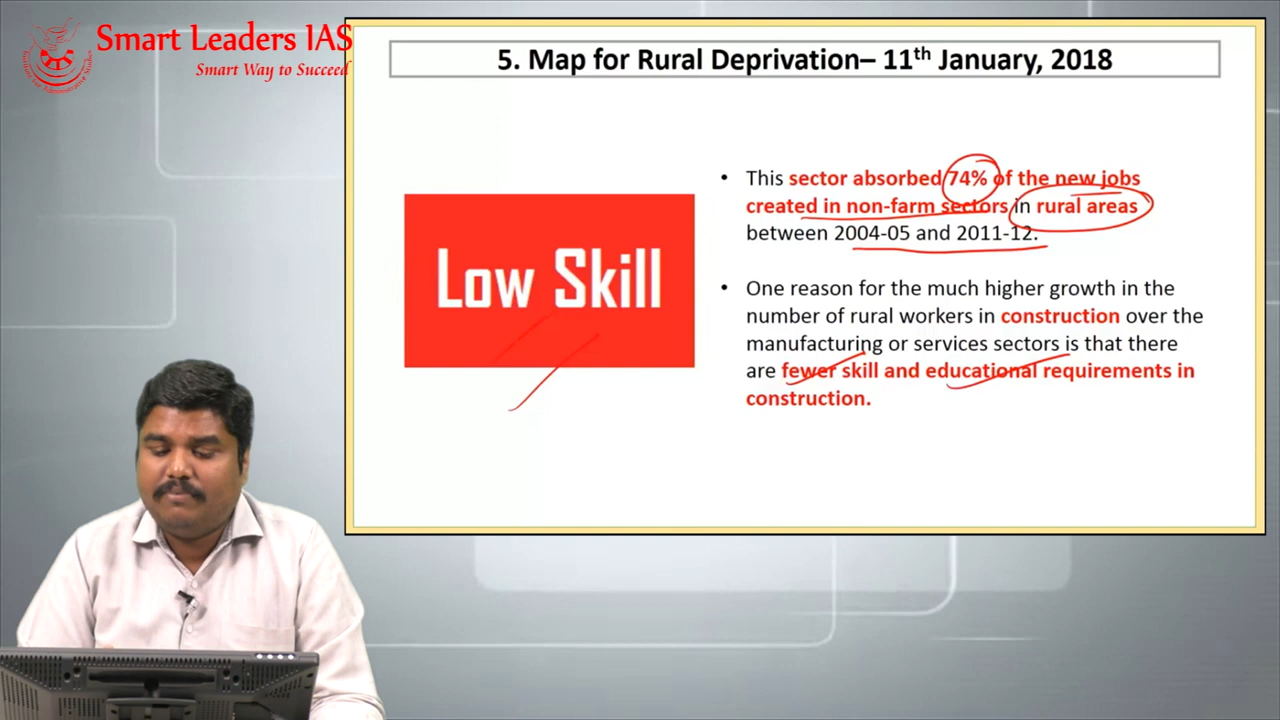 Smart Leaders IAS
Smart Way to Succeed
5. Map for Rural Deprivation– 11th January, 2018
Low Skill
• This sector absorbed 74% of the new jobs
created in non-farm sectors in rural areas
between 2004-05 and 2011-12.
• One reason for the much higher growth in the
number of rural workers in construction over the
manufacturing or services sectors is that there
are fewer skill and educational requirements in
construction.